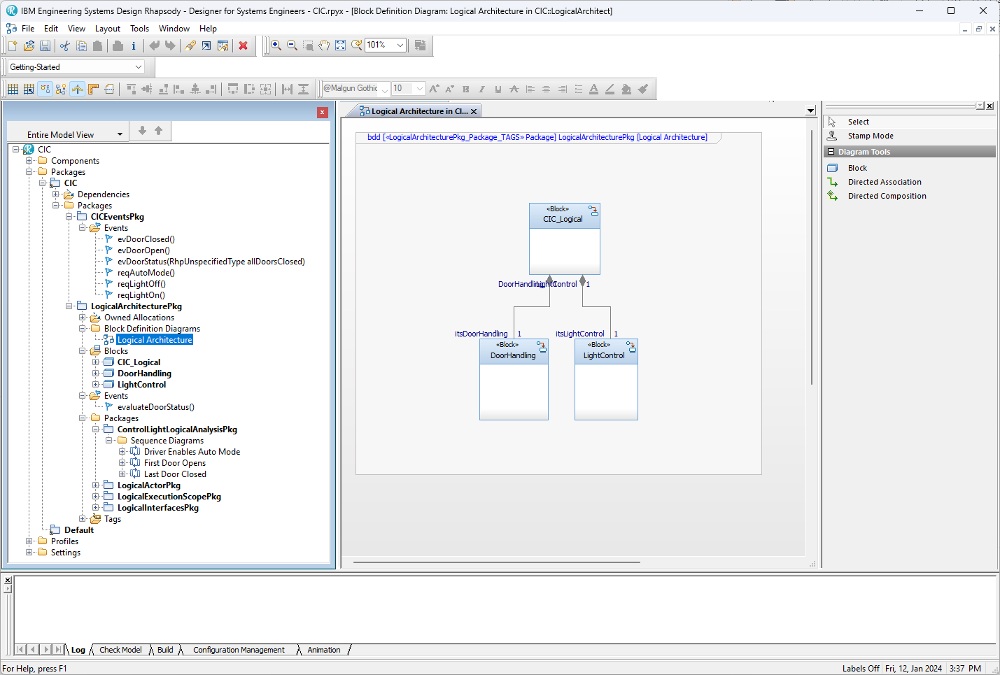 IBM Engineering Systems Design Rhapsody - Designer for Systems Engineers - CIC.rpyx - [Block Definition Diagram: Logical Architecture in CIC::LogicalArchitect]
File Edit View Layout Tools Window Help
101%
Getting-Started
@Malgun Gothic 10
Entire Model View
CIC
Components
Packages
CIC
Dependencies
Packages
CICEventsPkg
Events
evDoorClosed()
evDoorOpen()
evDoorStatus(RhpUnspecifiedType allDoorsClosed)
reqAutoMode()
reqLightOff()
reqLightOn()
LogicalArchitecturePkg
Owned Allocations
Block Definition Diagrams
Logical Architecture
Blocks
CIC_Logical
DoorHandling
LightControl
Events
evaluateDoorStatus()
Packages
ControlLightLogicalAnalysisPkg
Sequence Diagrams
Driver Enables Auto Mode
First Door Opens
Last Door Closed
LogicalActorPkg
LogicalExecutionScopePkg
LogicalInterfacesPkg
Tags
Default
Profiles
Settings
Logical Architecture in CI...
bdd [«LogicalArchitecturePkg_Package_TAGS» Package] LogicalArchitecturePkg [Logical Architecture]
«Block»
CIC_Logical
DoorHandling LightControl 1
itsDoorHandling 1 itsLightControl 1
«Block» «Block»
DoorHandling LightControl
Select
Stamp Mode
Diagram Tools
Block
Directed Association
Directed Composition
Log Check Model Build Configuration Management Animation
For Help, press F1 Labels Off Fri, 12, Jan 2024 3:37 PM